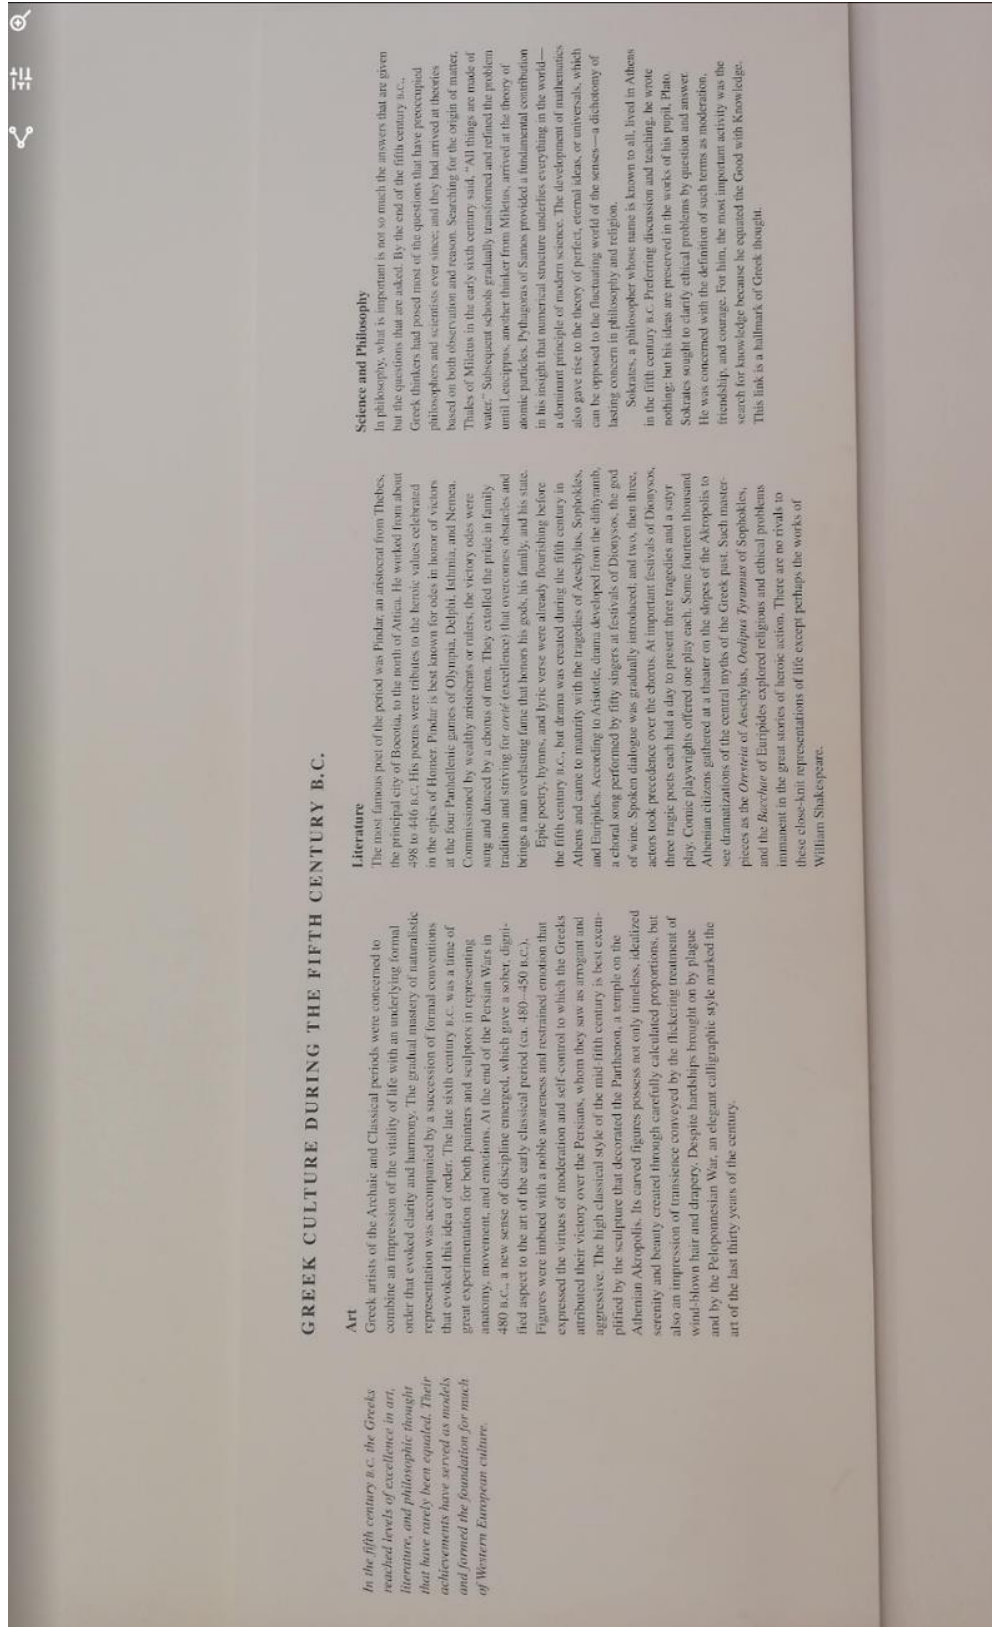 GREEK CULTURE DURING THE FIFTH CENTURY B.C.
In the fifth century B.C. the Greeks
reached levels of excellence in art,
literature, and philosophic thought
that have rarely been equaled. Their
achievements have served as models
and formed the foundation for much
of Western European culture.
Art
Greek artists of the Archaic and Classical periods were concerned to
combine an impression of the vitality of life with an underlying formal
order that evoked clarity and harmony. The gradual mastery of naturalistic
representation was accompanied by a succession of formal conventions
that evoked this idea of order. The late sixth century B.C. was a time of
great experimentation for both painters and sculptors in representing
anatomy, movement, and emotions. At the end of the Persian Wars in
480 B.C., a new sense of discipline emerged, which gave a sober, digni-
fied aspect to the art of the early classical period (ca. 480–450 B.C.).
Figures were imbued with a noble awareness and restrained emotion that
expressed the virtues of moderation and self-control to which the Greeks
attributed their victory over the Persians, whom they saw as arrogant and
aggressive. The high classical style of the mid-fifth century is best exem-
plified by the sculpture that decorated the Parthenon, a temple on the
Athenian Akropolis. Its carved figures possess not only timeless, idealized
serenity and beauty created through carefully calculated proportions, but
also an impression of transience conveyed by the flickering treatment of
wind-blown hair and drapery. Despite hardships brought on by plague
and by the Peloponnesian War, an elegant calligraphic style marked the
art of the last thirty years of the century.
Literature
The most famous poet of the period was Pindar, an aristocrat from Thebes,
the principal city of Boeotia, to the north of Attica. He worked from about
498 to 446 B.C. His poems were tributes to the heroic values celebrated
in the epics of Homer. Pindar is best known for odes in honor of victors
at the four Panhellenic games of Olympia, Delphi, Isthmia, and Nemea.
Commissioned by wealthy aristocrats or rulers, the victory odes were
sung and danced by a chorus of men. They extolled the pride in family
tradition and striving for areté (excellence) that overcomes obstacles and
brings a man everlasting fame that honors his gods, his family, and his state.
Epic poetry, hymns, and lyric verse were already flourishing before
the fifth century B.C., but drama was created during the fifth century in
Athens and came to maturity with the tragedies of Aeschylus, Sophokles,
and Euripides. According to Aristotle, drama developed from the dithyramb,
a choral song performed by fifty singers at festivals of Dionysos, the god
of wine. Spoken dialogue was gradually introduced; and two, then three,
actors took precedence over the chorus. At important festivals of Dionysos,
three tragic poets each had a day to present three tragedies and a satyr
play. Comic playwrights offered one play each. Some fourteen thousand
Athenian citizens gathered at a theater on the slopes of the Akropolis to
see dramatizations of the central myths of the Greek past. Such master-
pieces as the Oresteia of Aeschylus, Oedipus Tyrannus of Sophokles,
and the Bacchae of Euripides explored religious and ethical problems
immanent in the great stories of heroic action. There are no rivals to
these close-knit representations of life except perhaps the works of
William Shakespeare.
Science and Philosophy
In philosophy, what is important is not so much the answers that are given
but the questions that are asked. By the end of the fifth century B.C.,
Greek thinkers had posed most of the questions that have preoccupied
philosophers and scientists ever since; and they had arrived at theories
based on both observation and reason. Searching for the origin of matter,
Thales of Miletus in the early sixth century said, "All things are made of
water." Subsequent schools gradually transformed and refined the problem
until Leucippus, another thinker from Miletus, arrived at the theory of
atomic particles. Pythagoras of Samos provided a fundamental contribution
in his insight that numerical structure underlies everything in the world—
a dominant principle of modern science. The development of mathematics
also gave rise to the theory of perfect, eternal ideas, or universals, which
can be opposed to the fluctuating world of the senses—a dichotomy of
lasting concern in philosophy and religion.
Sokrates, a philosopher whose name is known to all, lived in Athens
in the fifth century B.C. Preferring discussion and teaching, he wrote
nothing; but his ideas are preserved in the works of his pupil, Plato.
Sokrates sought to clarify ethical problems by question and answer.
He was concerned with the definition of such terms as moderation,
friendship, and courage. For him, the most important activity was the
search for knowledge because he equated the Good with Knowledge.
This link is a hallmark of Greek thought.